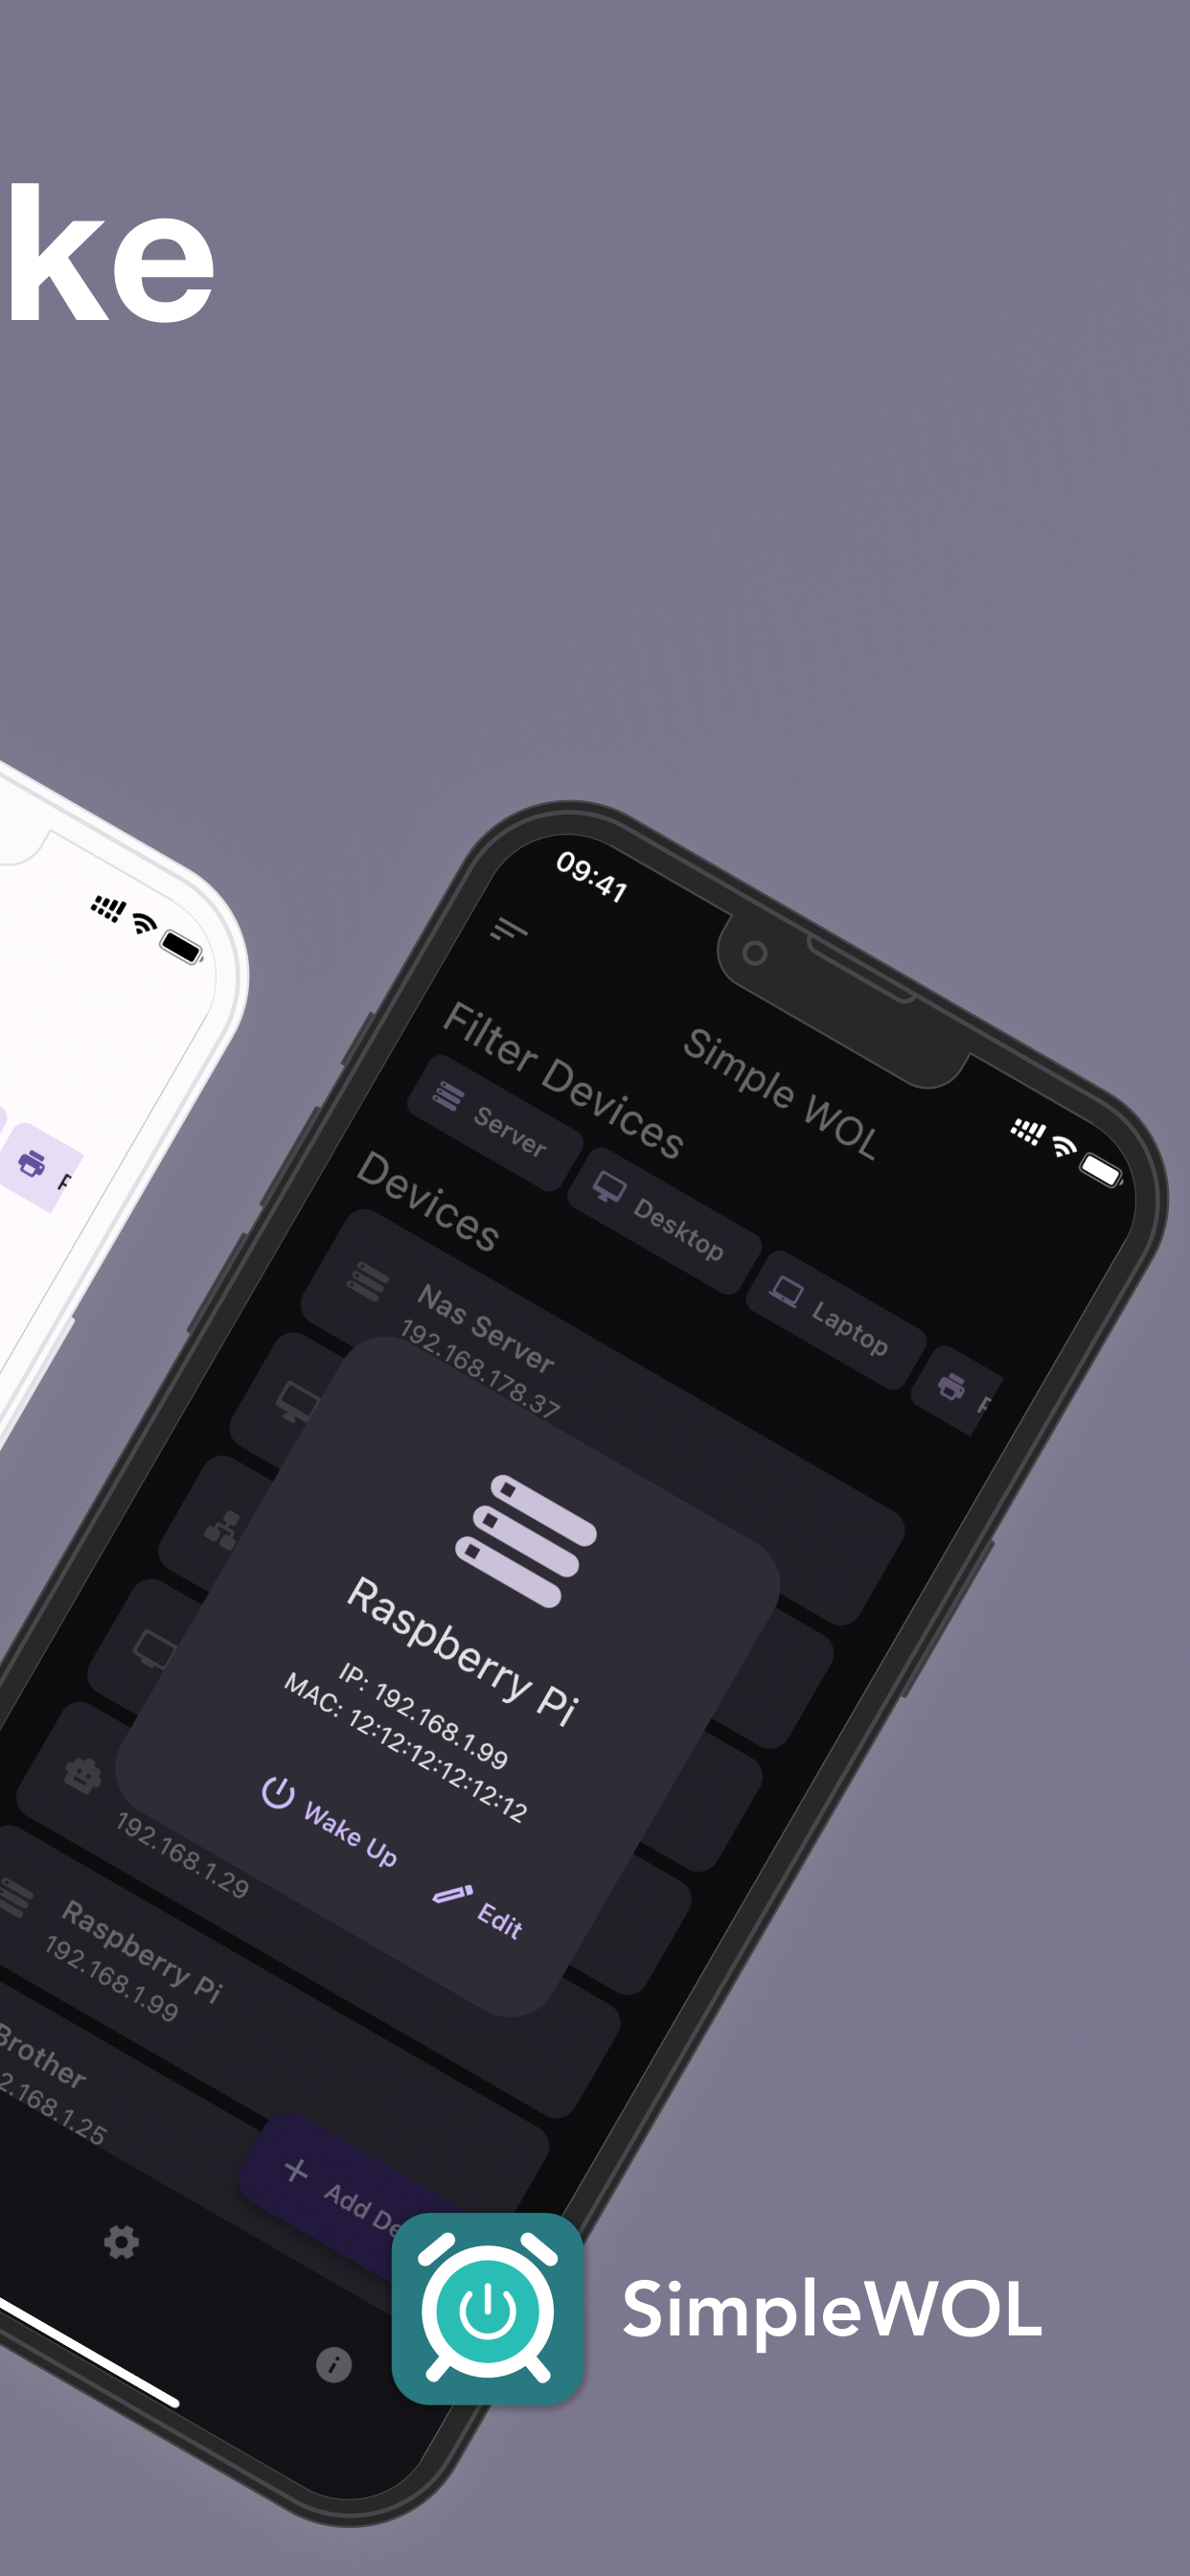 ke
09:41
Simple WOL
Filter Devices
Server
Desktop
Laptop
Devices
Nas Server
192.168.178.37
Raspberry Pi
IP: 192.168.1.99
MAC: 12:12:12:12:12:12
Wake Up
Edit
192.168.1.29
Raspberry Pi
192.168.1.99
Brother
2.168.1.25
Add De
SimpleWOL